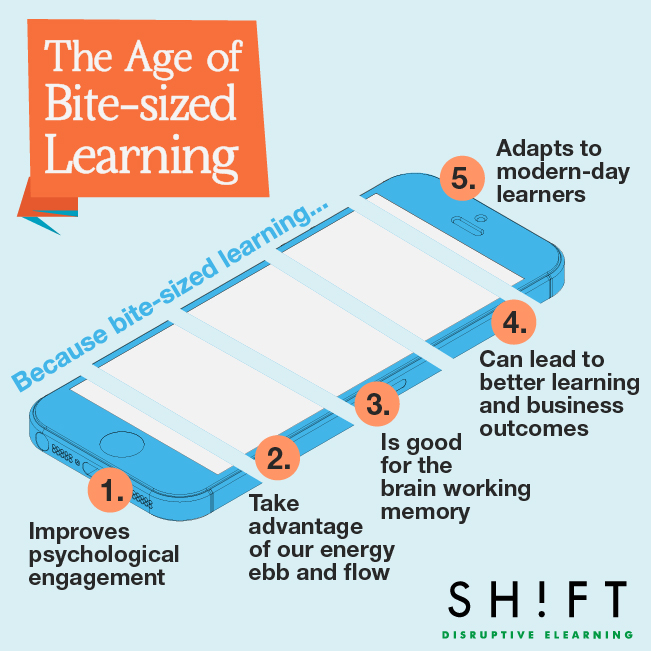 The Age of
Bite-sized
Learning
Because bite-sized learning...
1.
Improves
psychological
engagement
2.
Take
advantage
of our energy
ebb and flow
3.
Is good
for the
brain working
memory
4.
Can lead to
better learning
and business
outcomes
5.
Adapts to
modern-day
learners
SH!FT
DISRUPTIVE ELEARNING